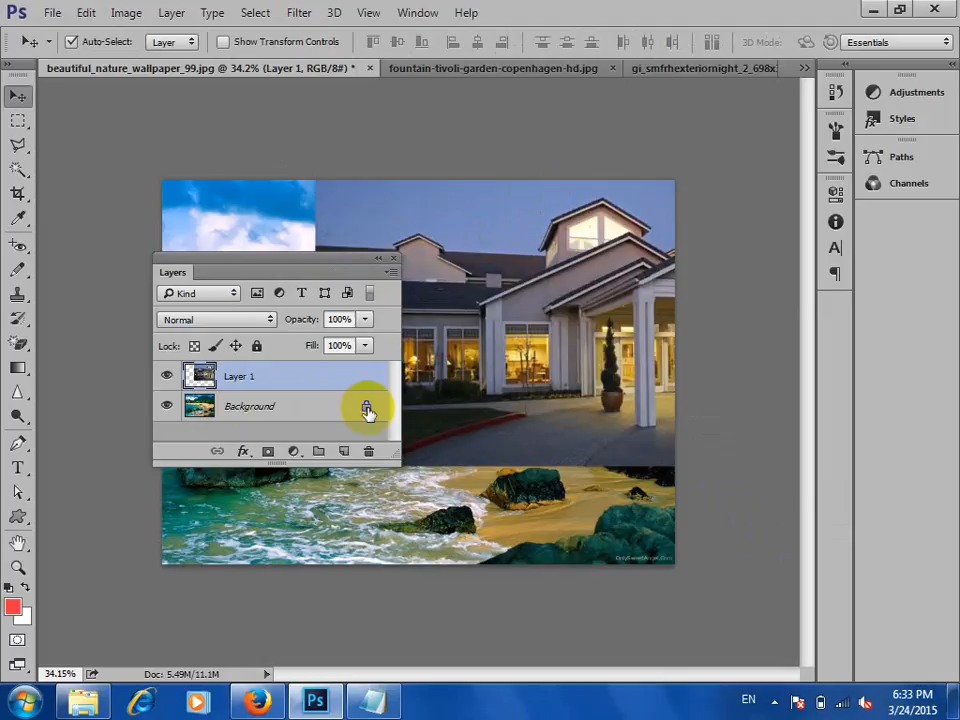 Ps File Edit Image Layer Type Select Filter 3D View Window Help
Auto-Select: Layer Show Transform Controls 3D Mode: Essentials
beautiful_nature_wallpaper_99.jpg @ 34.2% (Layer 1, RGB/8#) * × fountain-tivoli-garden-copenhagen-hd.jpg × gi_smfrhexteriornight_2_698x
Adjustments
Styles
Paths
Channels
Layers
Kind
Normal Opacity: 100%
Lock: Fill: 100%
Layer 1
Background
34.15% Doc: 5.49M/11.1M
EN 6:33 PM
3/24/2015